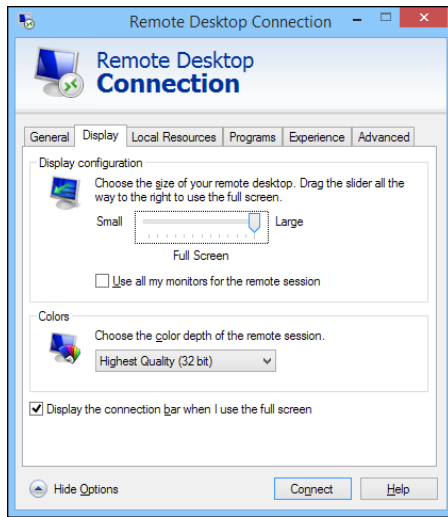 Remote Desktop Connection
Remote Desktop
Connection
General Display Local Resources Programs Experience Advanced
Display configuration
Choose the size of your remote desktop. Drag the slider all the
way to the right to use the full screen.
Small Large
Full Screen
Use all my monitors for the remote session
Colors
Choose the color depth of the remote session.
Highest Quality (32 bit)
Display the connection bar when I use the full screen
Hide Options Connect Help